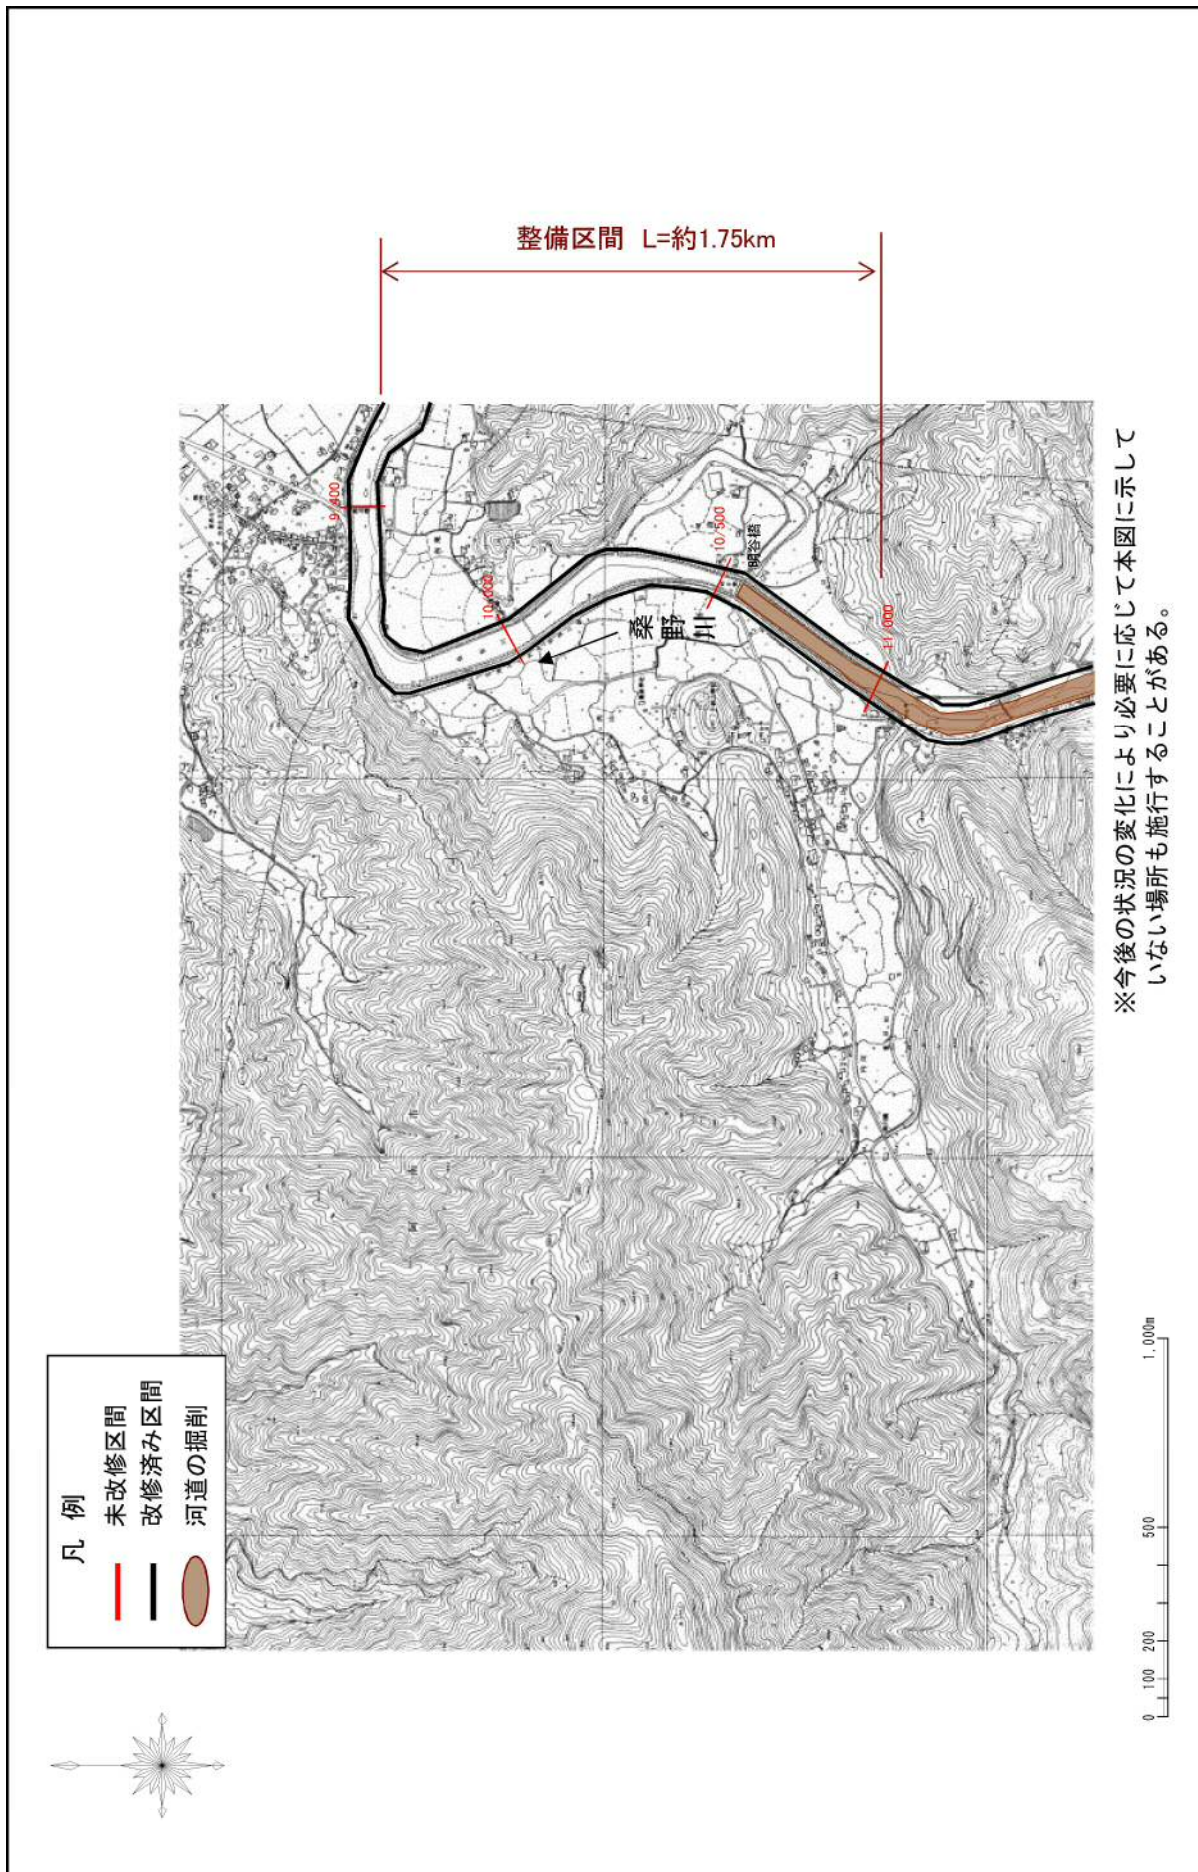 整備区間 L=約1.75km
9/400
10/000
10/500
明谷橋
桑野川
11/000
※今後の状況の変化により必要に応じて本図に示して
いない場所も施行することがある。
凡 例
未改修区間
改修済み区間
河道の掘削
0 100 200 500 1,000m